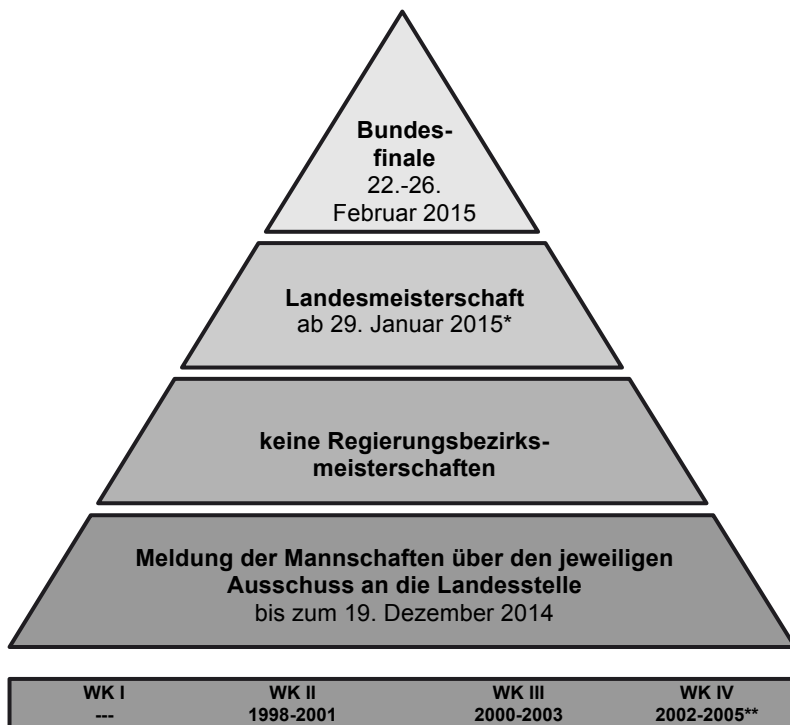 Bundes-
finale
22.-26.
Februar 2015
Landesmeisterschaft
ab 29. Januar 2015*
keine Regierungsbezirks-
meisterschaften
Meldung der Mannschaften über den jeweiligen
Ausschuss an die Landesstelle
bis zum 19. Dezember 2014
WK I WK II WK III WK IV
--- 1998-2001 2000-2003 2002-2005**